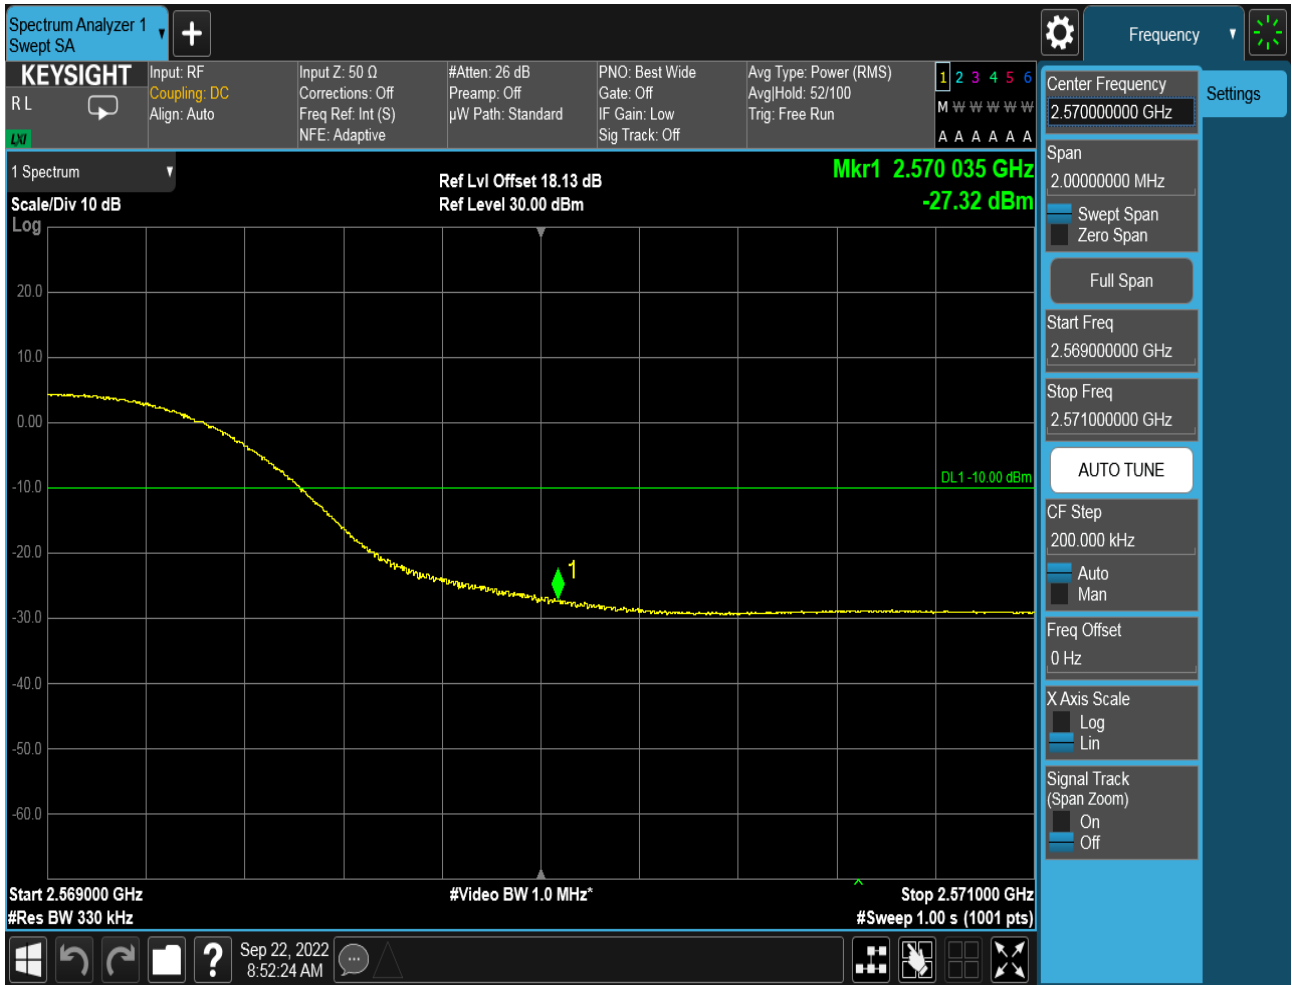 Spectrum Analyzer 1
Swept SA
Frequency
KEYSIGHT
R L
LXI
Input: RF
Coupling: DC
Align: Auto
Input Z: 50 Ω
Corrections: Off
Freq Ref: Int (S)
NFE: Adaptive
#Atten: 26 dB
Preamp: Off
µW Path: Standard
PNO: Best Wide
Gate: Off
IF Gain: Low
Sig Track: Off
Avg Type: Power (RMS)
Avg|Hold: 52/100
Trig: Free Run
1 2 3 4 5 6
M W W W W W
A A A A A A
1 Spectrum
Scale/Div 10 dB
Log
Ref Lvl Offset 18.13 dB
Ref Level 30.00 dBm
Mkr1 2.570 035 GHz
-27.32 dBm
20.0
10.0
0.00
-10.0
-20.0
-30.0
-40.0
-50.0
-60.0
DL1 -10.00 dBm
1
Start 2.569000 GHz
#Res BW 330 kHz
#Video BW 1.0 MHz*
Stop 2.571000 GHz
#Sweep 1.00 s (1001 pts)
Center Frequency
2.570000000 GHz
Settings
Span
2.00000000 MHz
Swept Span
Zero Span
Full Span
Start Freq
2.569000000 GHz
Stop Freq
2.571000000 GHz
AUTO TUNE
CF Step
200.000 kHz
Auto
Man
Freq Offset
0 Hz
X Axis Scale
Log
Lin
Signal Track
(Span Zoom)
On
Off
?
Sep 22, 2022
8:52:24 AM